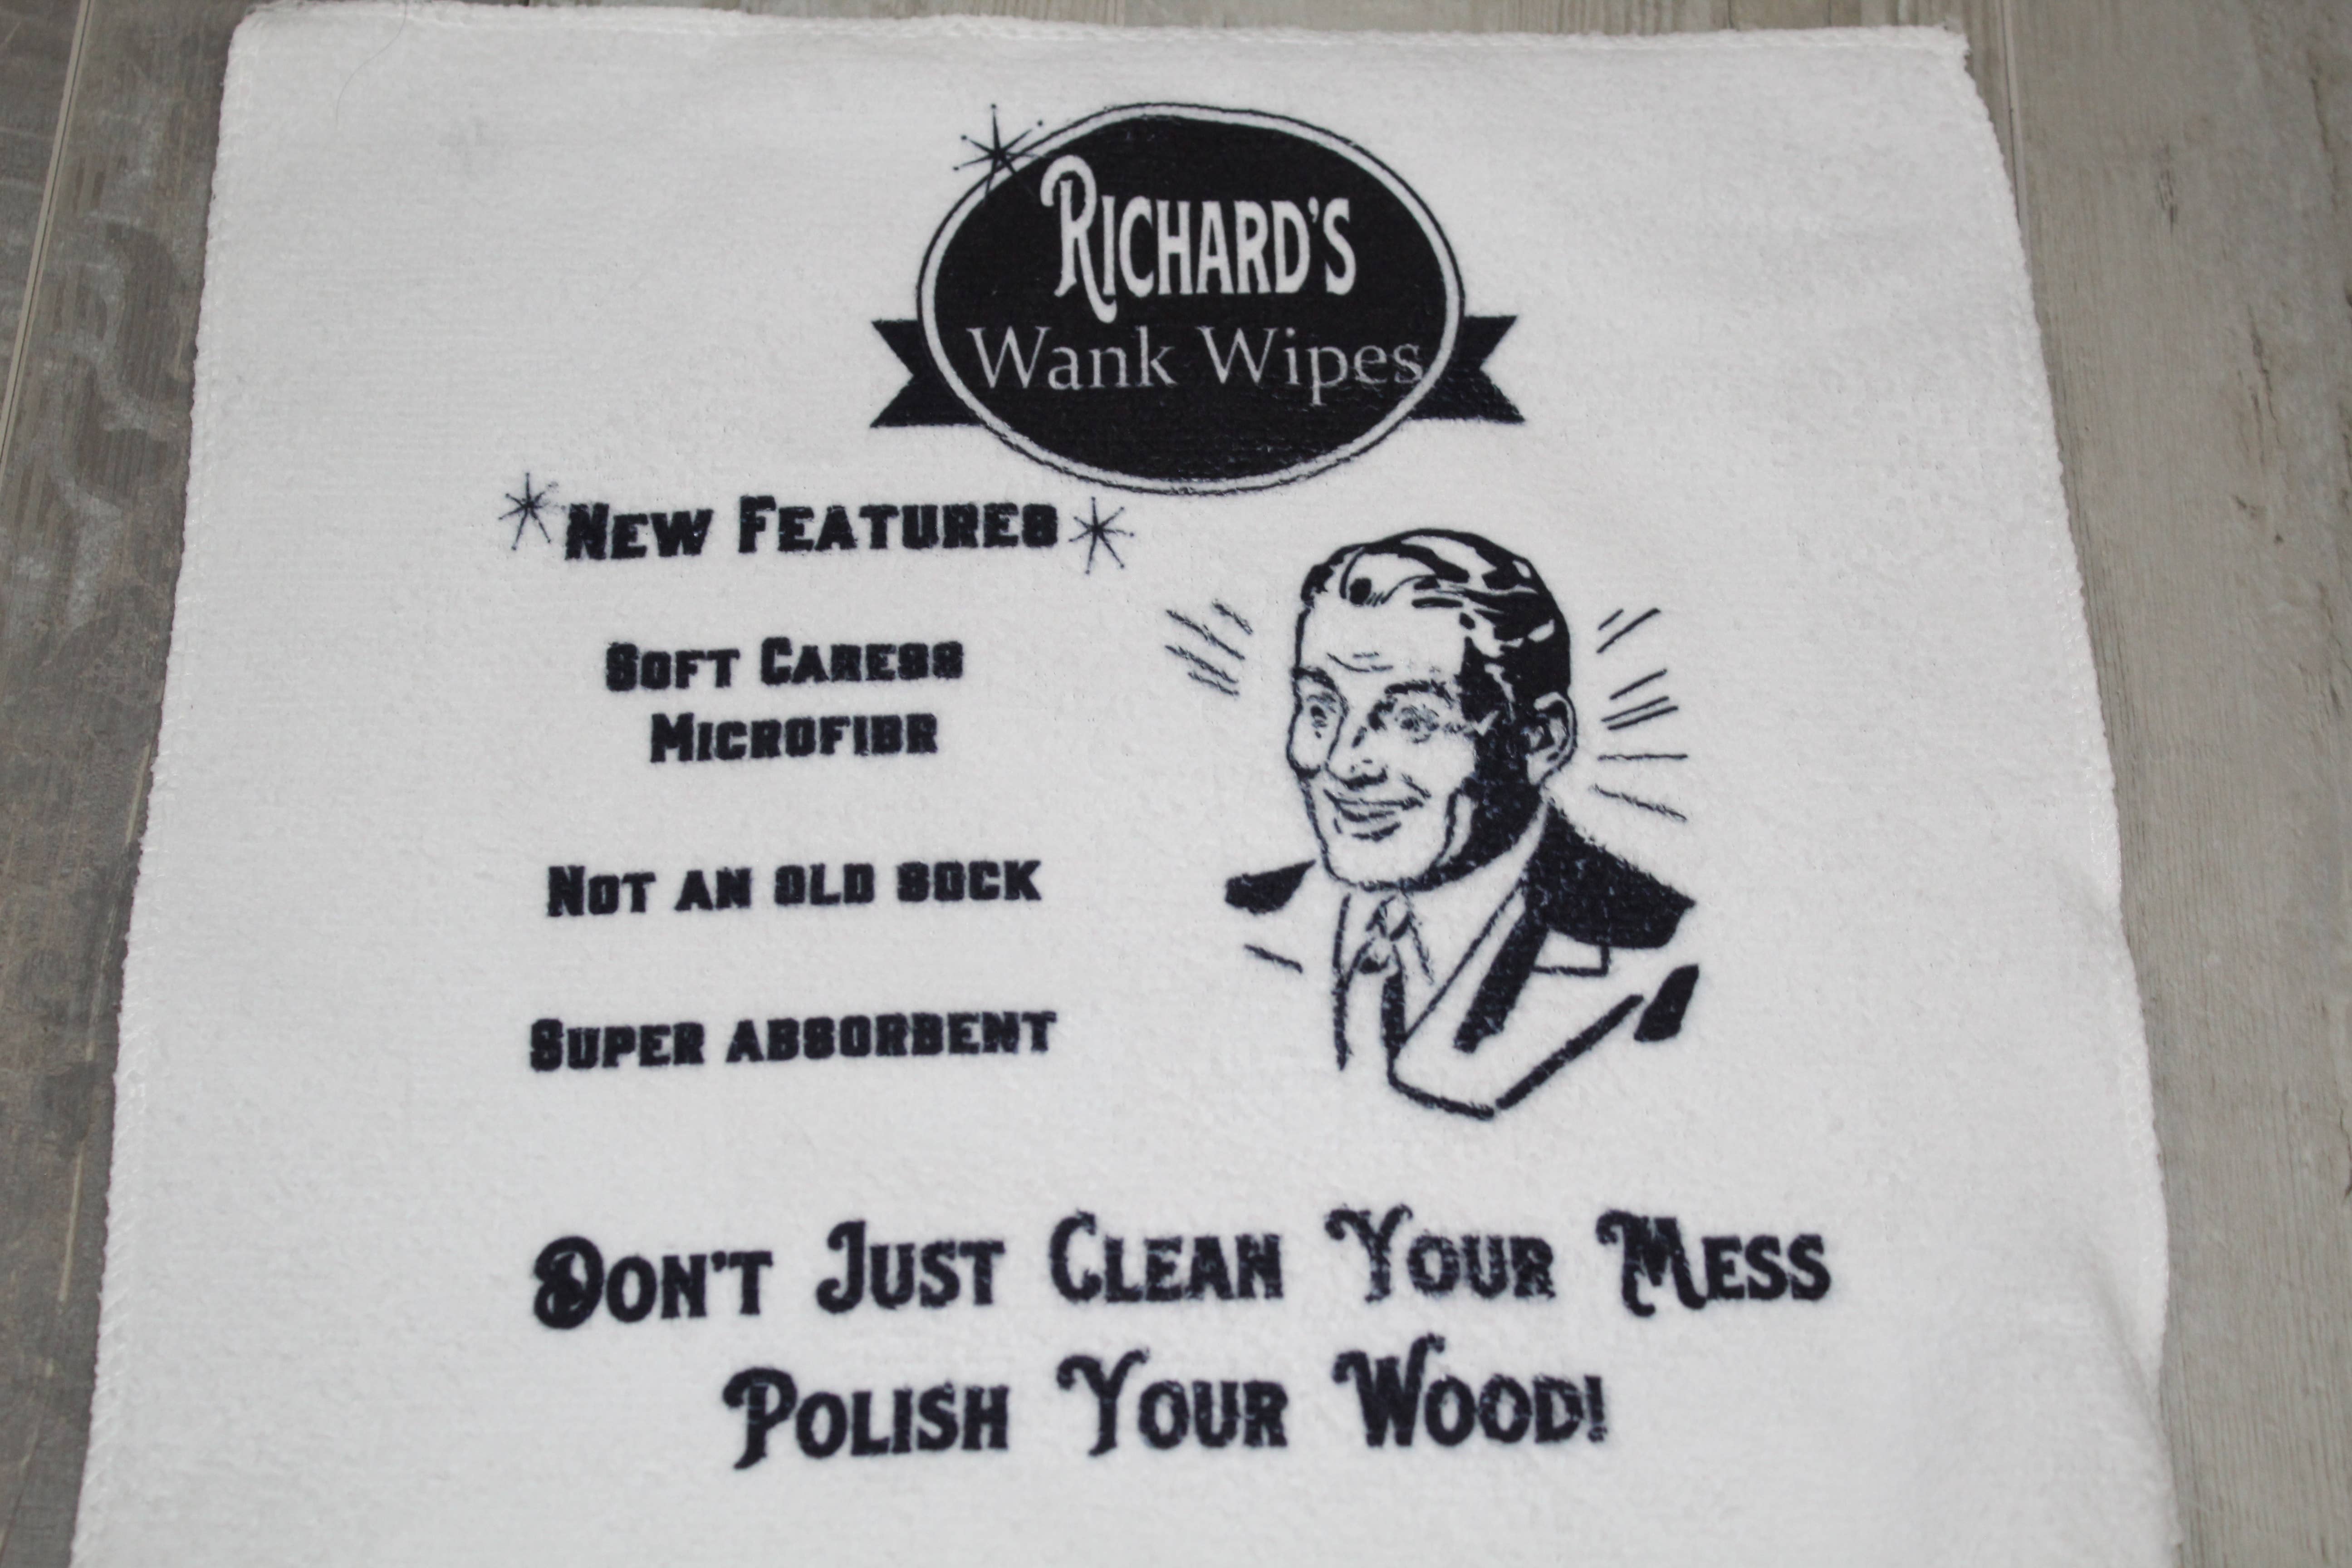 Richard's
Wank Wipes
New Features
Soft Caress
Microfibr
Not an old sock
Super absorbent
Don't Just Clean Your Mess
Polish Your Wood!